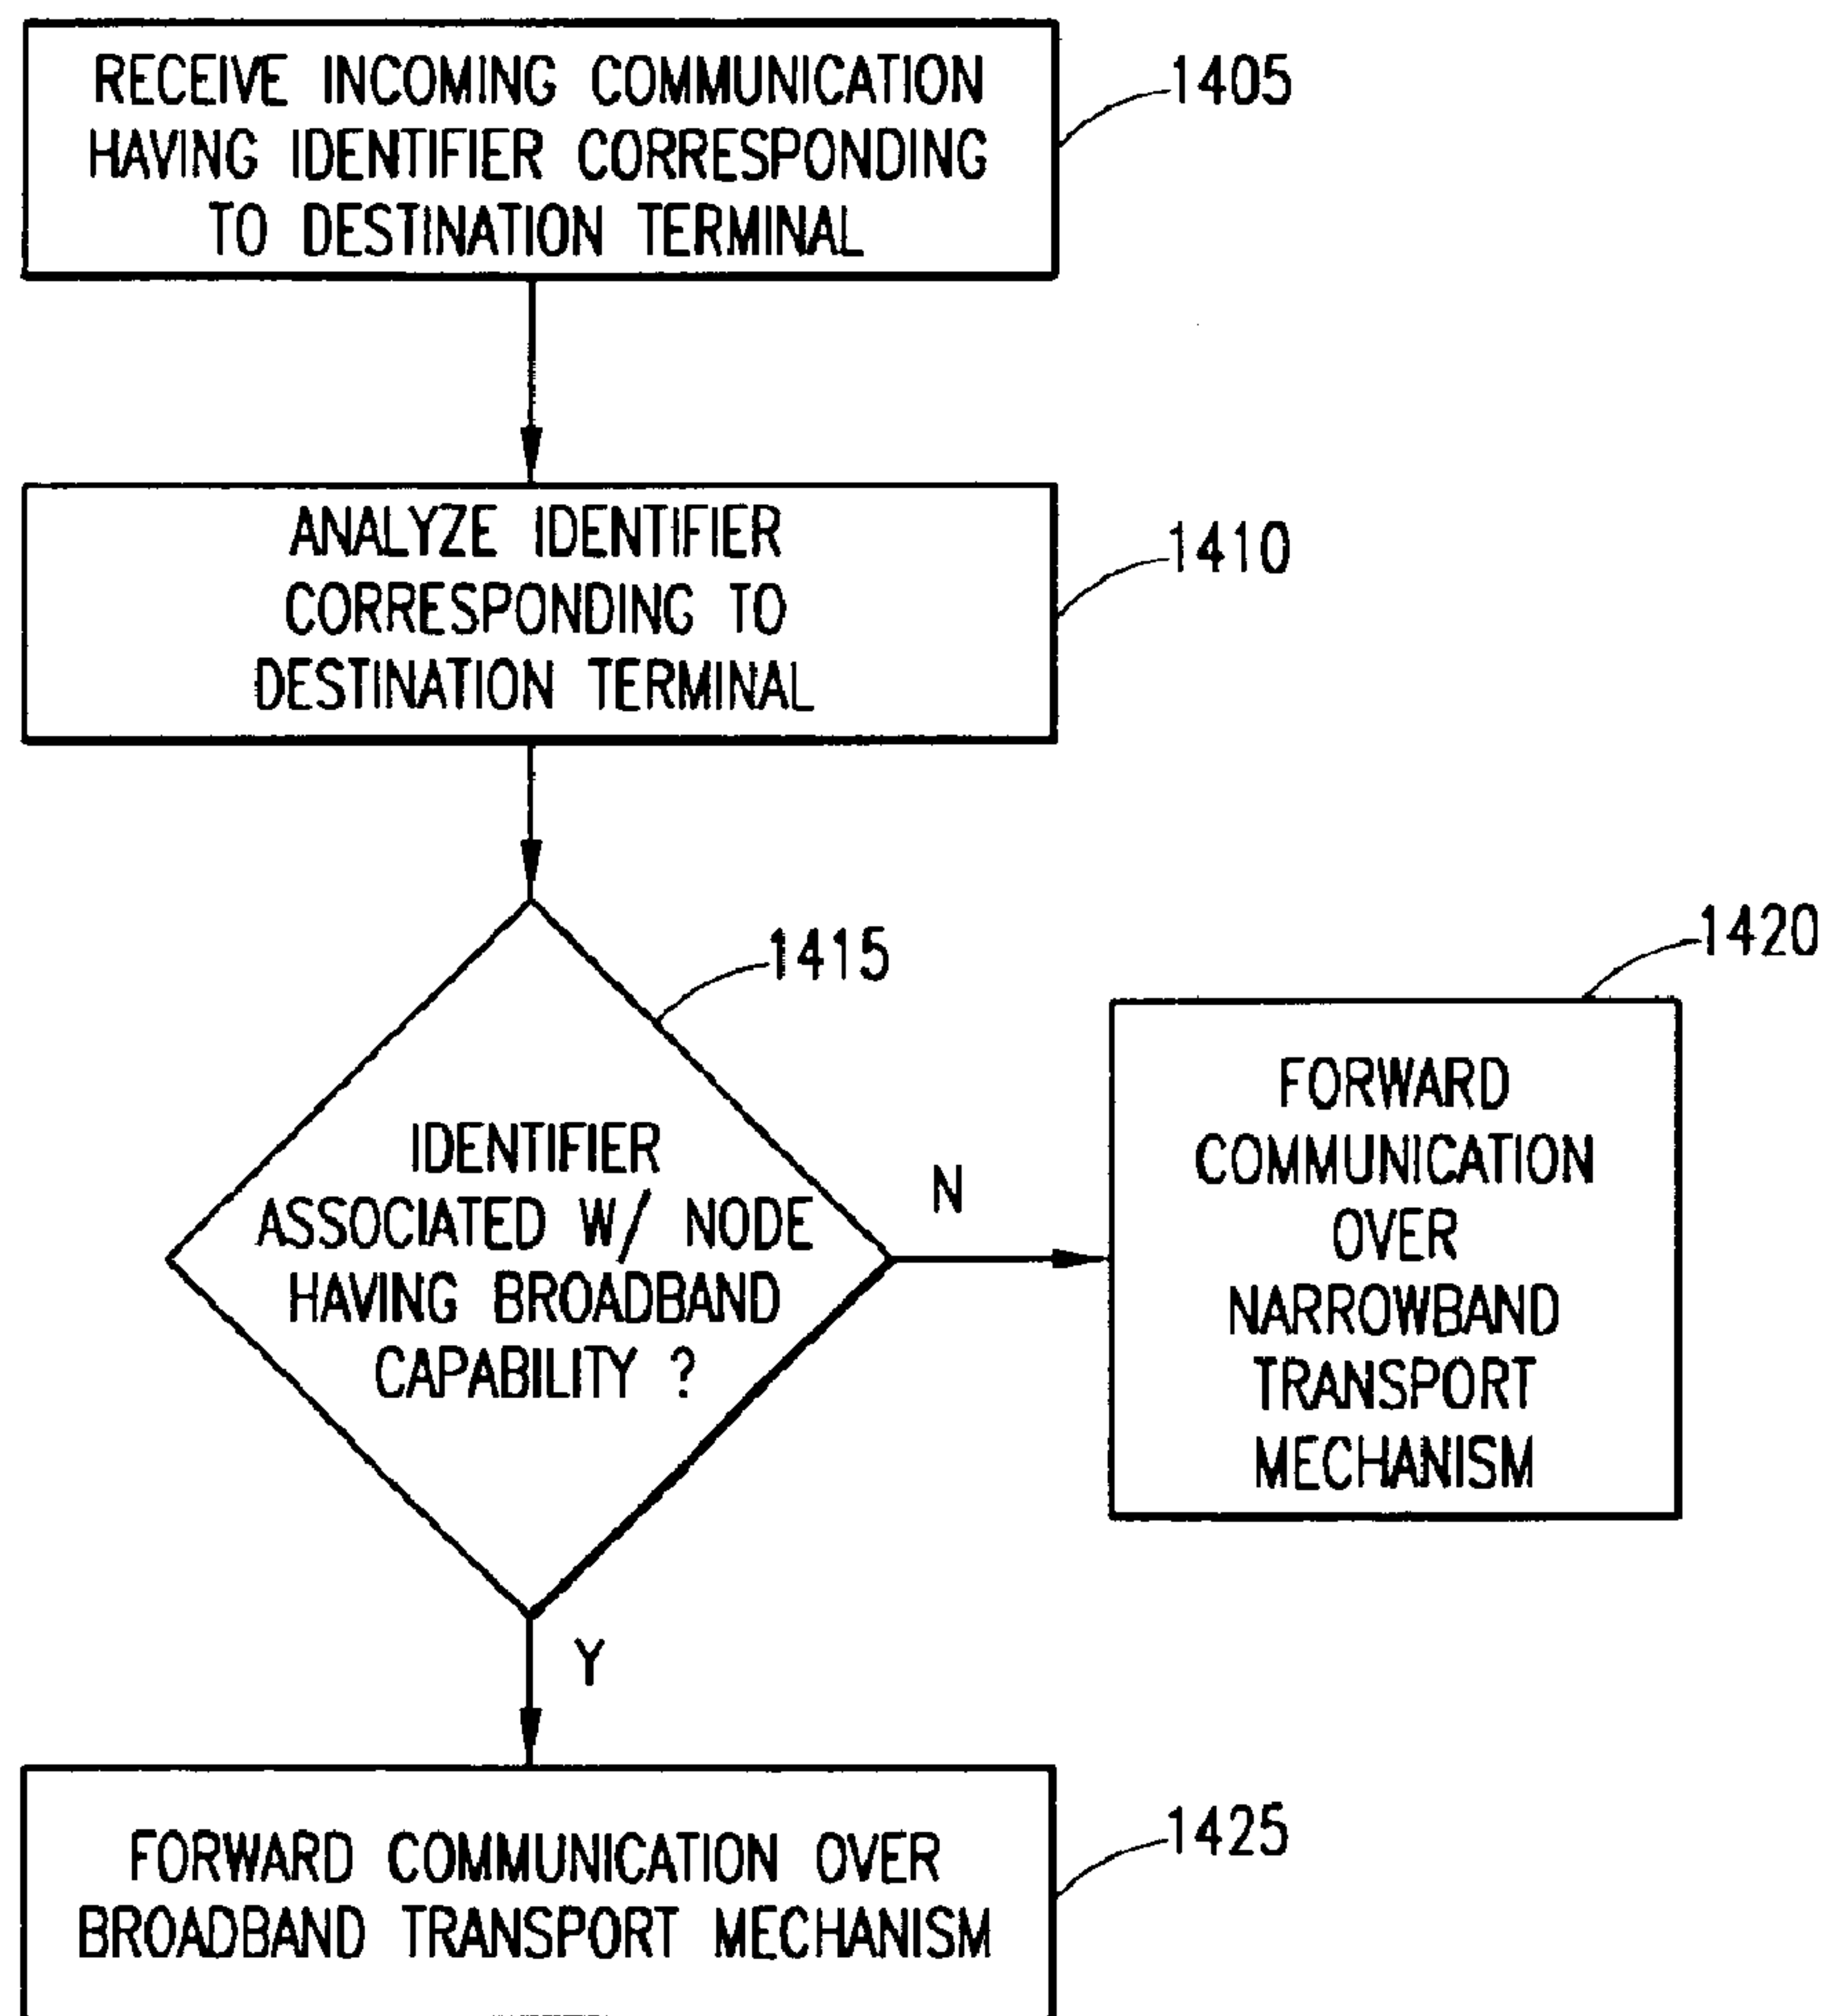 RECEIVE INCOMING COMMUNICATION
HAVING IDENTIFIER CORRESPONDING
TO DESTINATION TERMINAL
1405
ANALYZE IDENTIFIER
CORRESPONDING TO
DESTINATION TERMINAL
1410
1415
IDENTIFIER
ASSOCIATED W/ NODE
HAVING BROADBAND
CAPABILITY ?
N
1420
FORWARD
COMMUNICATION
OVER
NARROWBAND
TRANSPORT
MECHANISM
Y
FORWARD COMMUNICATION OVER
BROADBAND TRANSPORT MECHANISM
1425